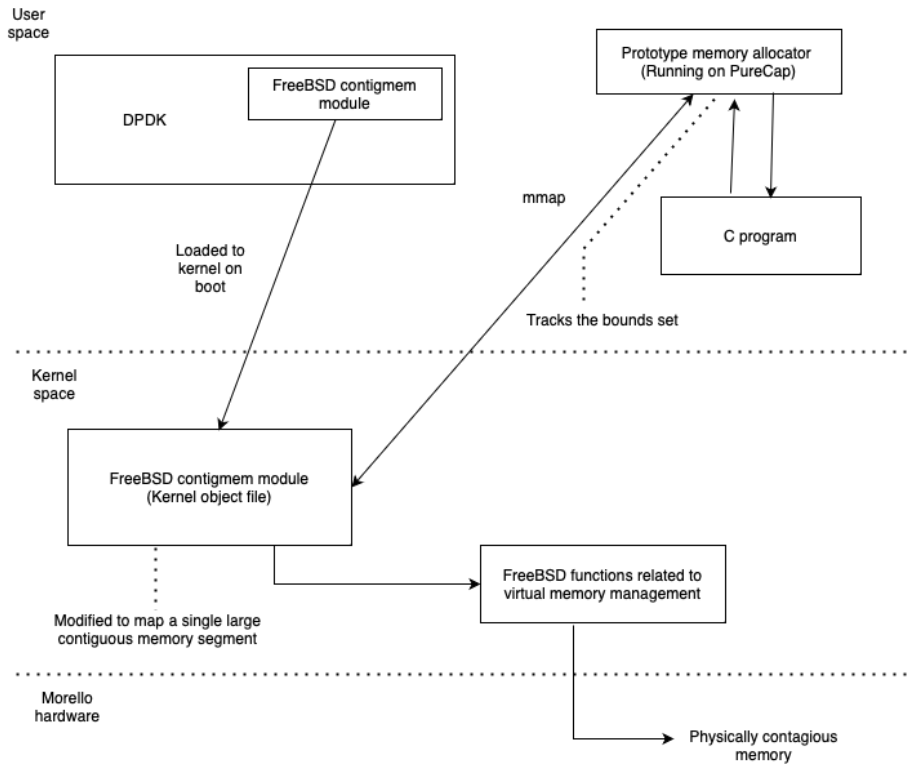 User
space
FreeBSD contigmem
module
DPDK
Prototype memory allocator
(Running on PureCap)
mmap
C program
Loaded to
kernel on
boot
Tracks the bounds set
Kernel
space
FreeBSD contigmem module
(Kernel object file)
FreeBSD functions related to
virtual memory management
Modified to map a single large
contiguous memory segment
Morello
hardware
Physically contagious
memory